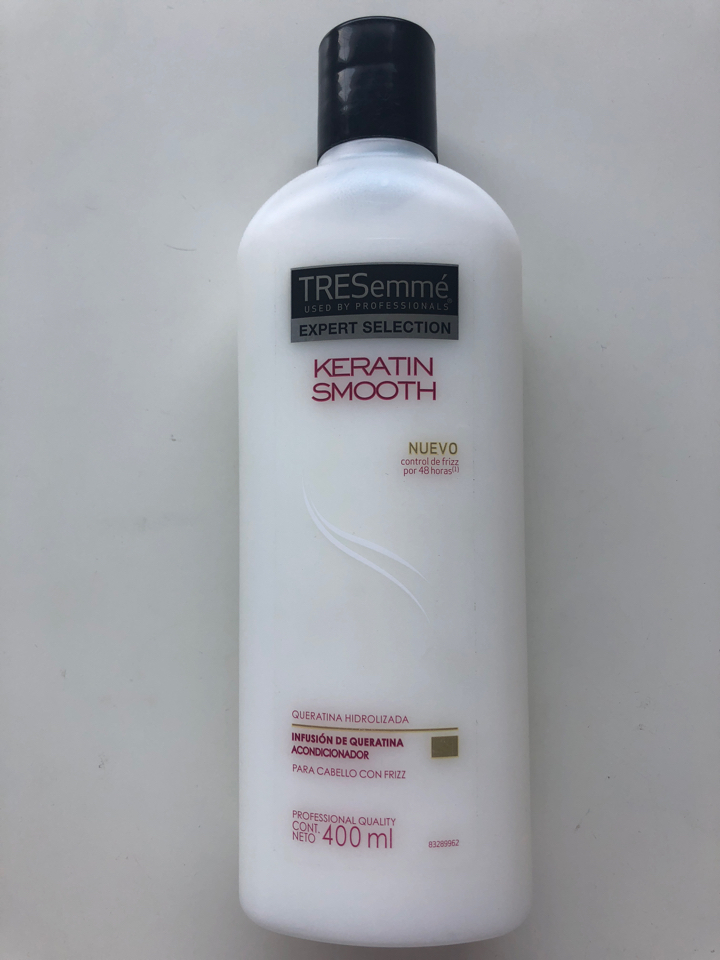 TRESemmé®
USED BY PROFESSIONALS
EXPERT SELECTION
KERATIN
SMOOTH
NUEVO
control de frizz
por 48 horas(1)
QUERATINA HIDROLIZADA
INFUSIÓN DE QUERATINA
ACONDICIONADOR
PARA CABELLO CON FRIZZ
PROFESSIONAL QUALITY
CONT.
NETO 400 ml
83289962